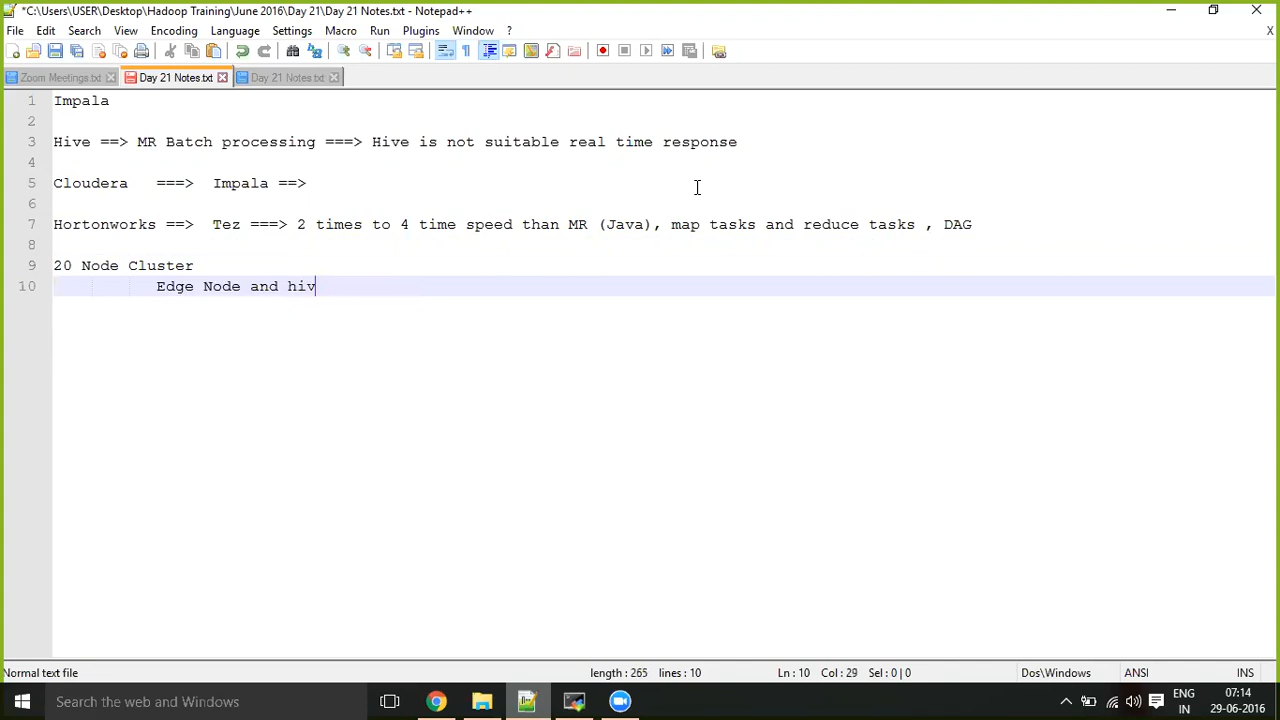 *C:\Users\USER\Desktop\Hadoop Training\June 2016\Day 21\Day 21 Notes.txt - Notepad++
File Edit Search View Encoding Language Settings Macro Run Plugins Window ? X
Zoom Meetings.txt Day 21 Notes.txt Day 21 Notes.txt
1 Impala
2
3 Hive ==> MR Batch processing ===> Hive is not suitable real time response
4
5 Cloudera ===> Impala ==>
6
7 Hortonworks ==> Tez ===> 2 times to 4 time speed than MR (Java), map tasks and reduce tasks , DAG
8
9 20 Node Cluster
10 Edge Node and hiv
Normal text file length : 265 lines : 10 Ln : 10 Col : 29 Sel : 0 | 0 Dos\Windows ANSI INS
Search the web and Windows
ENG 07:14
IN 29-06-2016